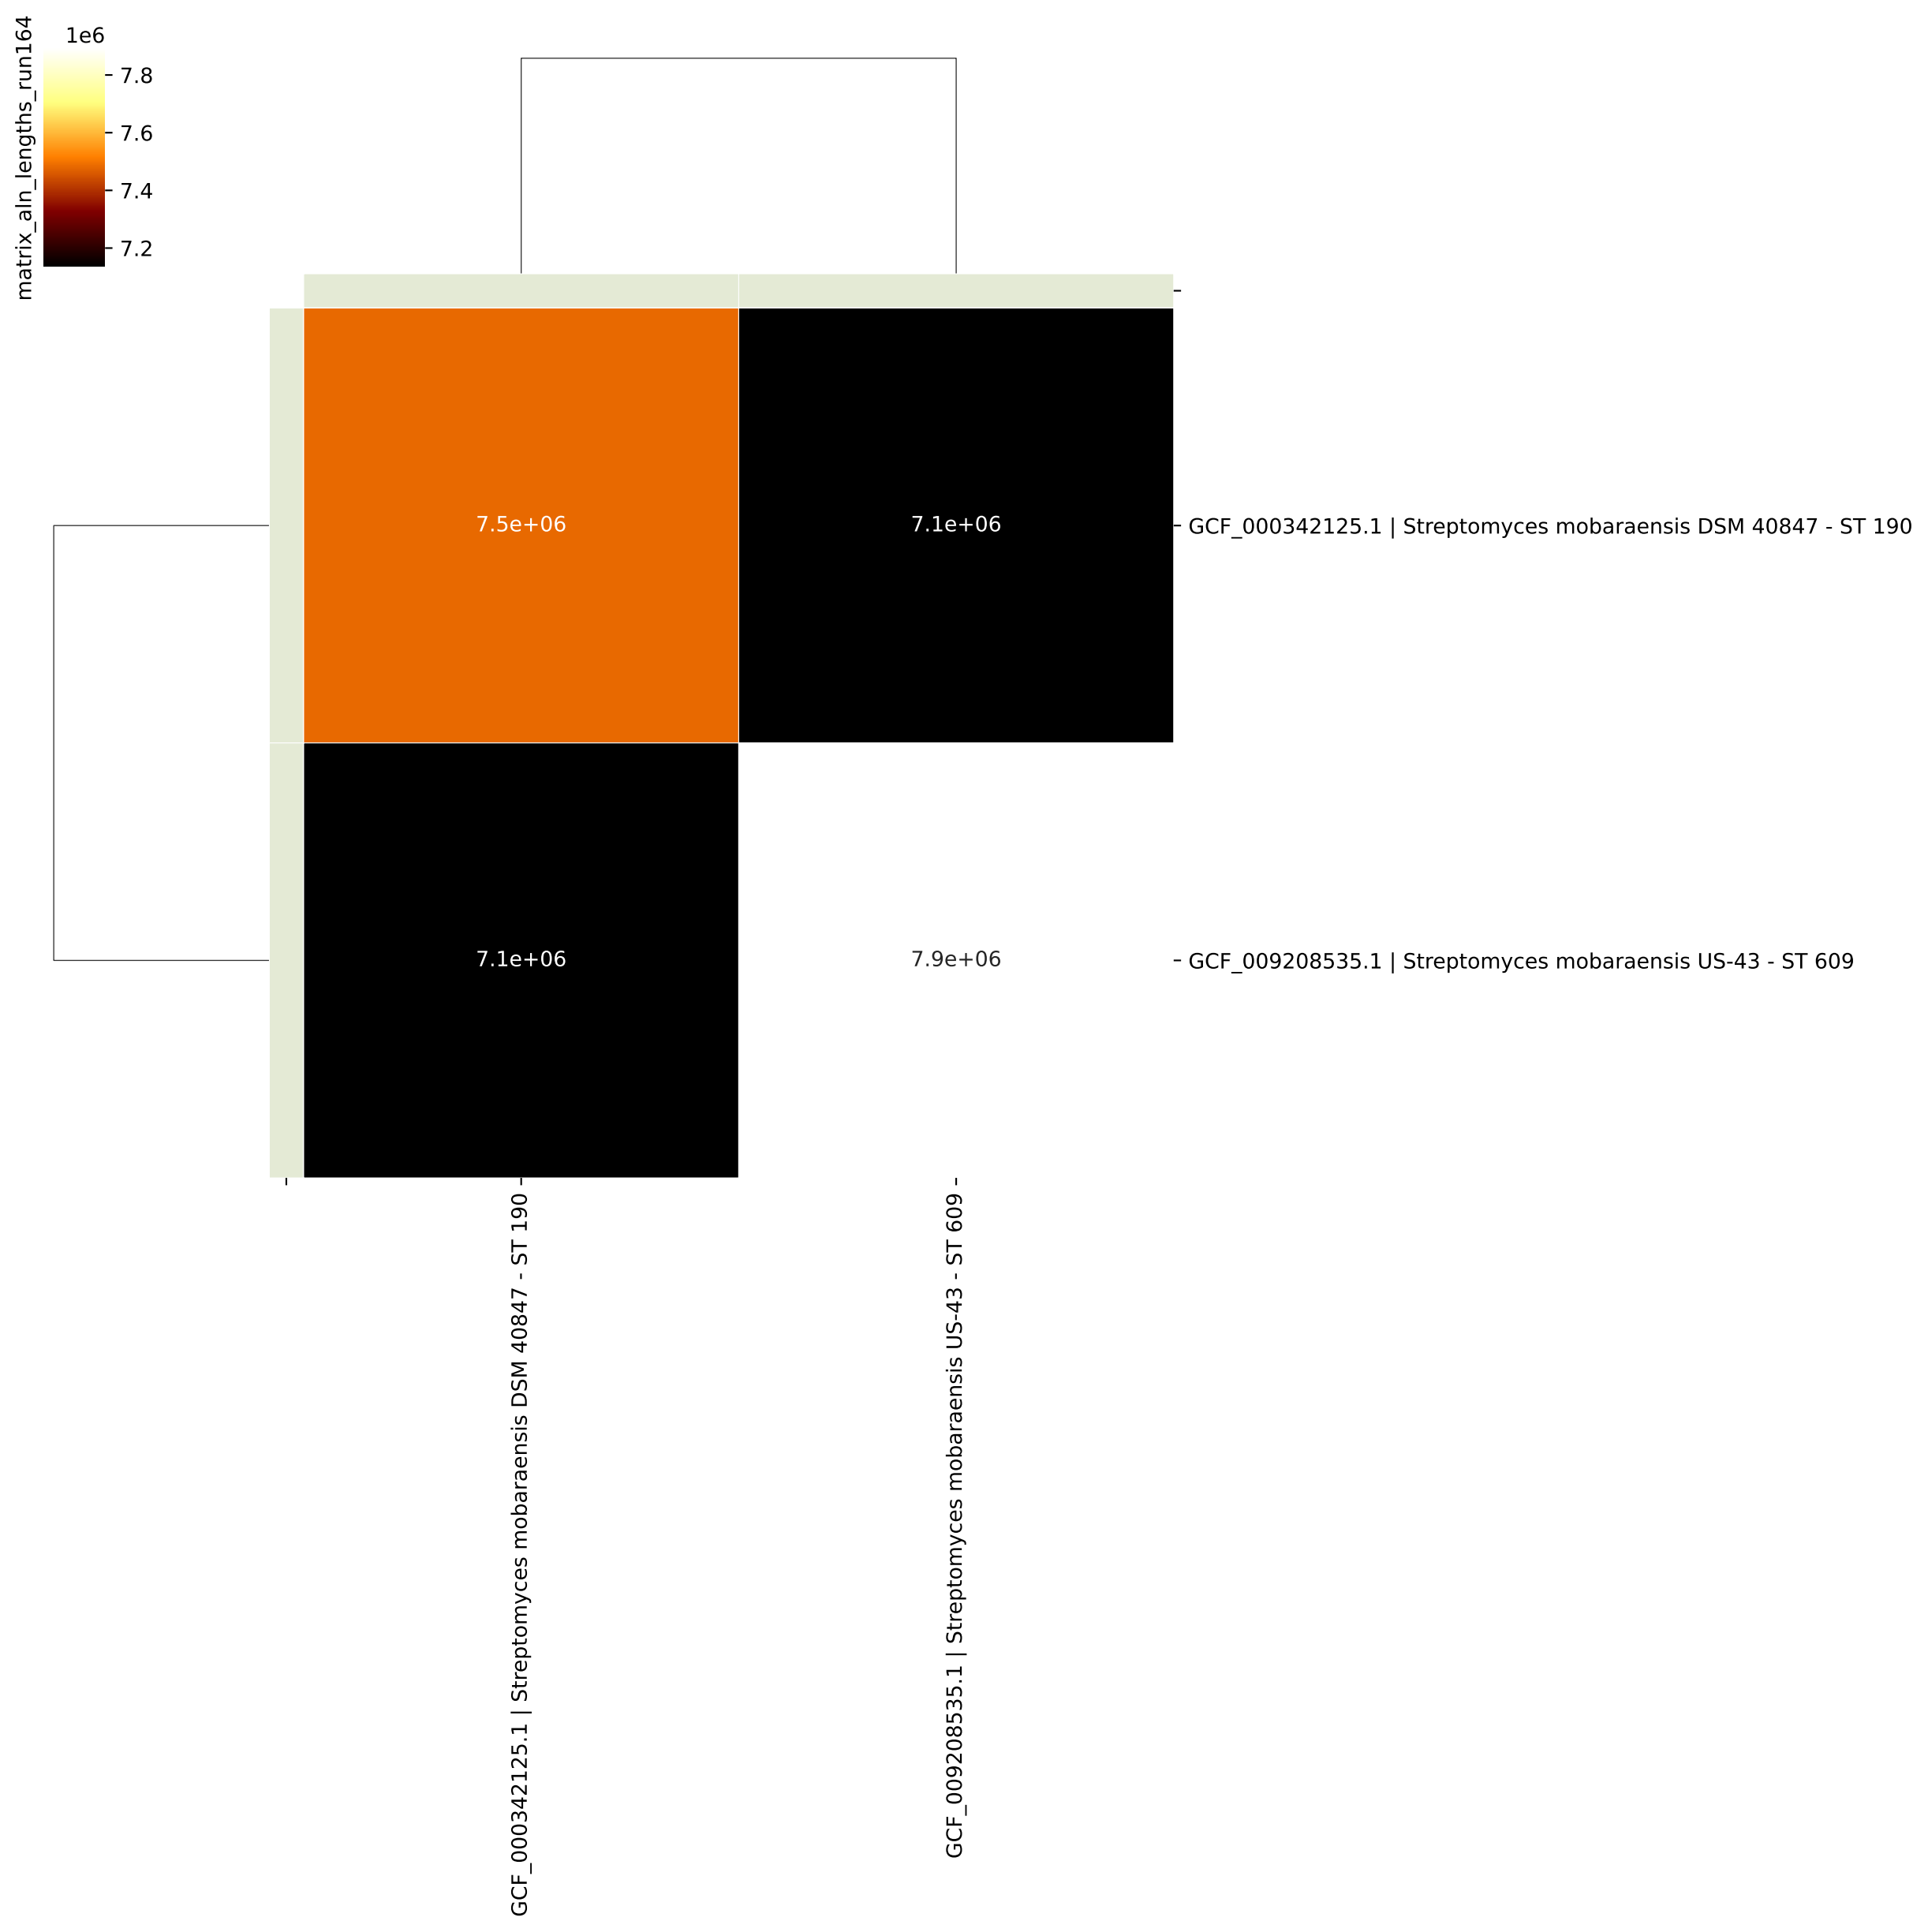 matrix_aln_lengths_run164
1e6
7.8
7.6
7.4
7.2
7.5e+06
7.1e+06
GCF_000342125.1 | Streptomyces mobaraensis DSM 40847 - ST 190
7.1e+06
7.9e+06
GCF_009208535.1 | Streptomyces mobaraensis US-43 - ST 609
GCF_000342125.1 | Streptomyces mobaraensis DSM 40847 - ST 190
GCF_009208535.1 | Streptomyces mobaraensis US-43 - ST 609